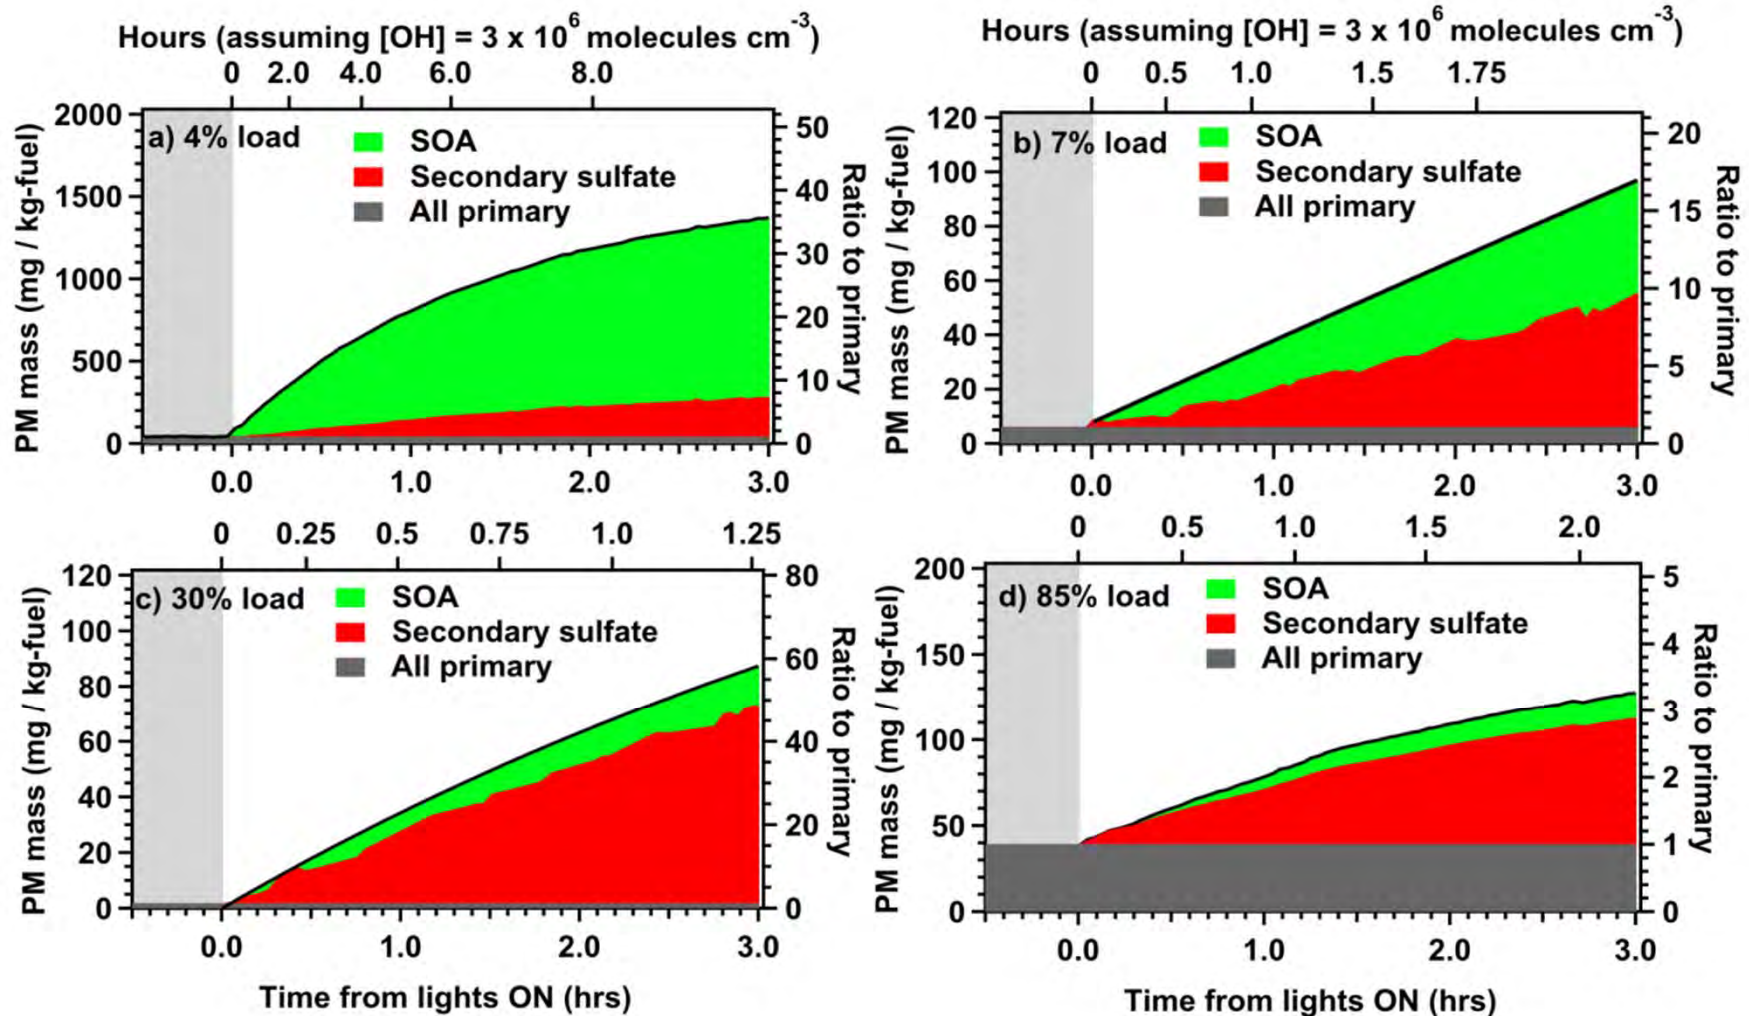 Hours (assuming [OH] = 3 x 10^6 molecules cm^-3)
0 2.0 4.0 6.0 8.0
2000
1500
1000
500
0
PM mass (mg / kg-fuel)
a) 4% load
SOA
Secondary sulfate
All primary
50
40
30
20
10
0
Ratio to primary
0.0 1.0 2.0 3.0
Hours (assuming [OH] = 3 x 10^6 molecules cm^-3)
0 0.5 1.0 1.5 1.75
120
100
80
60
40
20
0
PM mass (mg / kg-fuel)
b) 7% load
SOA
Secondary sulfate
All primary
20
15
10
5
0
Ratio to primary
0.0 1.0 2.0 3.0
0 0.25 0.5 0.75 1.0 1.25
120
100
80
60
40
20
0
PM mass (mg / kg-fuel)
c) 30% load
SOA
Secondary sulfate
All primary
80
60
40
20
0
Ratio to primary
0.0 1.0 2.0 3.0
Time from lights ON (hrs)
0 0.5 1.0 1.5 2.0
200
150
100
50
0
PM mass (mg / kg-fuel)
d) 85% load
SOA
Secondary sulfate
All primary
5
4
3
2
1
0
Ratio to primary
0.0 1.0 2.0 3.0
Time from lights ON (hrs)